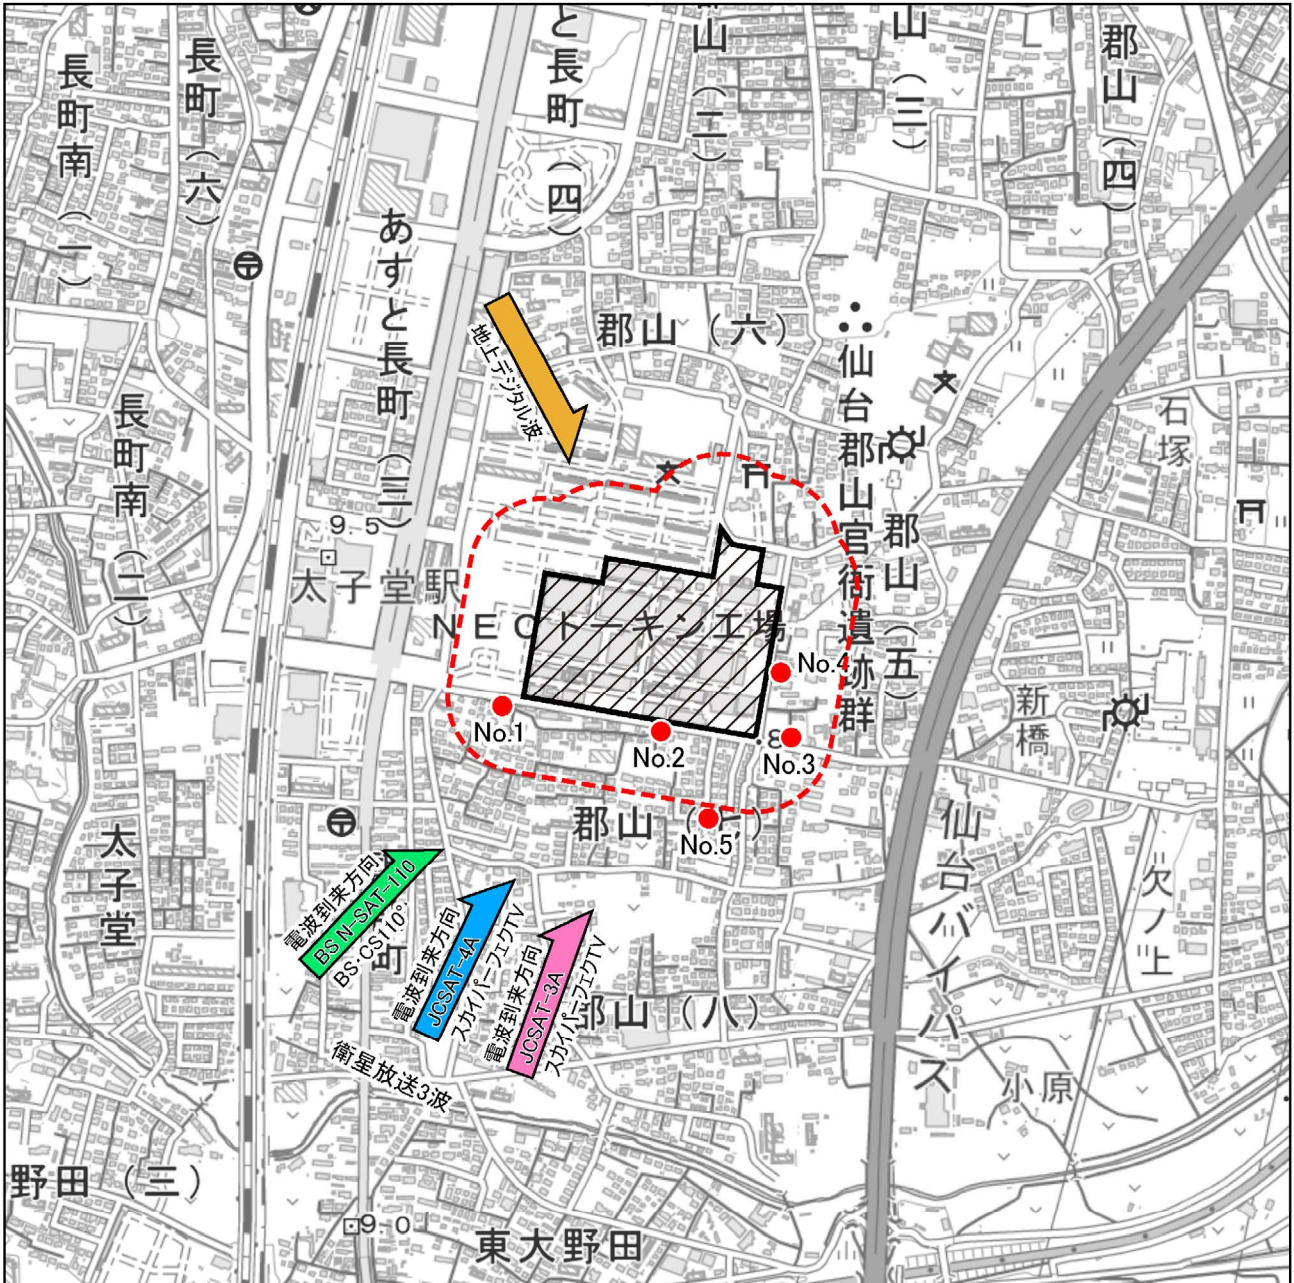 長町南（一）
長町（六）
と長町（四）
山（二）
山（三）
郡山（四）
あすと長町（三）
地上デジタル波
郡山（六）
仙台郡山官衙遺跡群
石塚
長町南（二）
9.5
太子堂駅
NECトーキン工場
郡山（五）
新橋
No.4
No.1
No.2
.8
No.3
郡山（七）
No.5
太子堂
仙台バイパス
欠ノ上
電波到来方向
BS N-SAT-110
BS・CS110°
町
電波到来方向
JCSAT-4A
スカイパーフェクTV
電波到来方向
JCSAT-3A
スカイパーフェクTV
郡山（八）
衛星放送3波
小原
野田（三）
9.0
東大野田